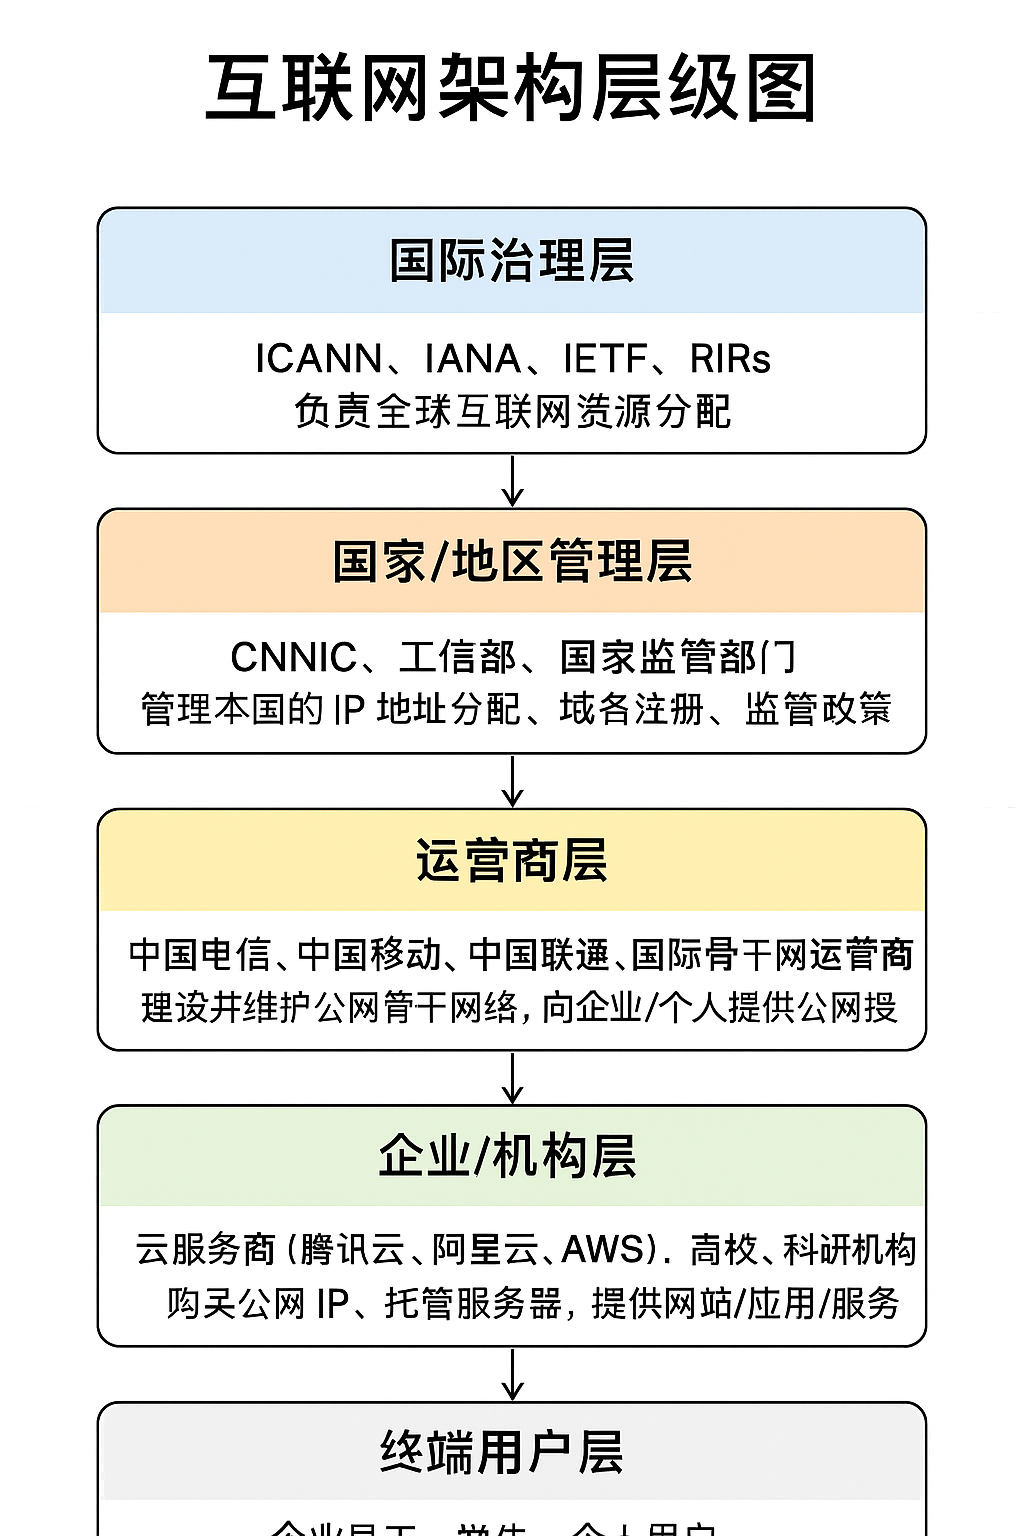 互联网架构层级图
国际治理层
ICANN、IANA、IETF、RIRs
负责全球互联网资源分配
国家/地区管理层
CNNIC、工信部、国家监管部门
管理本国的 IP 地址分配、域各注册、监管政策
运营商层
中国电信、中国移动、中国联通、国际骨干网运营商
理设并维护公网管干网络, 向企业/个人提供公网授
企业/机构层
云服务商 (腾讯云、阿里云、AWS). 高校、科研机构
购买公网 IP、托管服务器, 提供网站/应用/服务
终端用户层